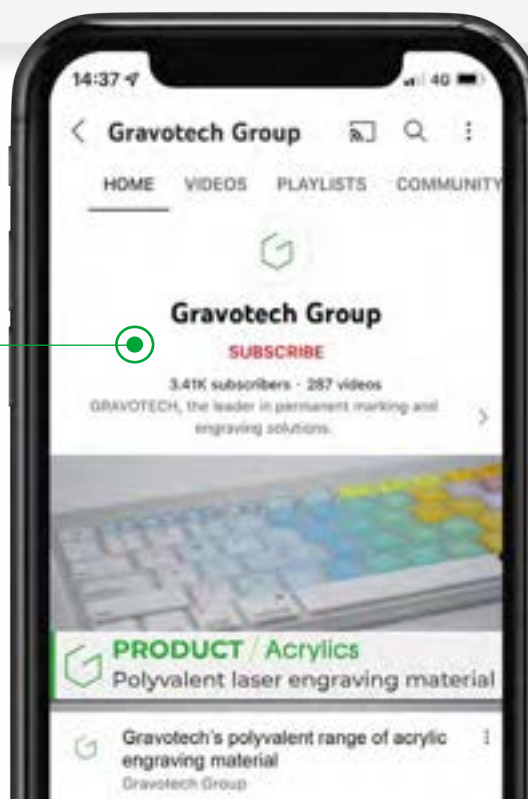 14:37 4G
Gravotech Group
HOME VIDEOS PLAYLISTS COMMUNITY
Gravotech Group
SUBSCRIBE
3.41K subscribers · 287 videos
GRAVOTECH, the leader in permanent marking and
engraving solutions.
PRODUCT / Acrylics
Polyvalent laser engraving material
Gravotech's polyvalent range of acrylic
engraving material
Gravotech Group